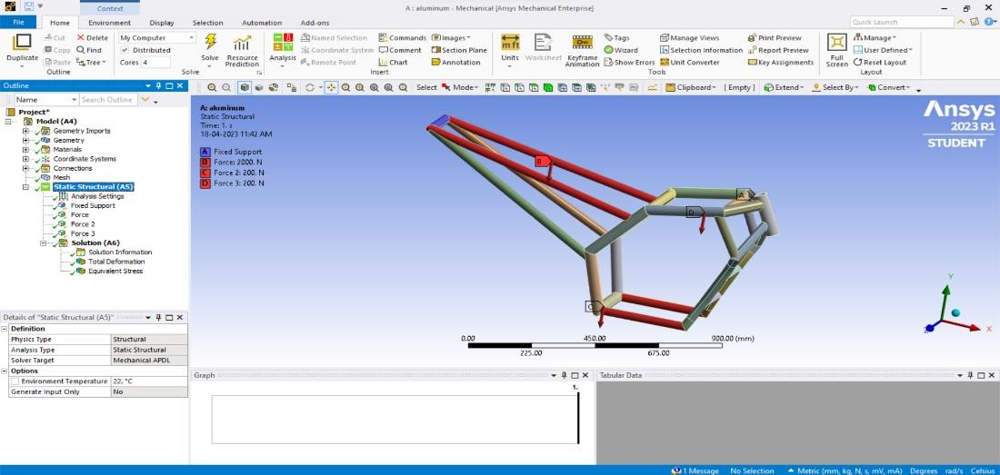 Context
A : aluminum - Mechanical [Ansys Mechanical Enterprise]
File Home Environment Display Selection Automation Add-ons Quick Launch
Duplicate Cut Copy Paste Delete Find Tree Outline
My Computer Distributed Cores 4 Solve Resource Prediction Solve
Analysis Named Selection Coordinate System Remote Point Commands Comment Chart Images Section Plane Annotation Insert
Units Worksheet Keyframe Animation Tags Wizard Show Errors Manage Views Selection Information Unit Converter Print Preview Report Preview Key Assignments Tools
Full Screen Manage User Defined Reset Layout Layout
Outline
Name Search Outline
Select Mode Clipboard [ Empty ] Extend Select By Convert
Project*
Model (A4)
Geometry Imports
Geometry
Materials
Coordinate Systems
Connections
Mesh
Static Structural (A5)
Analysis Settings
Fixed Support
Force
Force 2
Force 3
Solution (A6)
Solution Information
Total Deformation
Equivalent Stress
Details of "Static Structural (A5)"
Definition
Physics Type Structural
Analysis Type Static Structural
Solver Target Mechanical APDL
Options
Environment Temperature 22. °C
Generate Input Only No
A: aluminum
Static Structural
Time: 1. s
18-04-2023 11:42 AM
A Fixed Support
B Force: 2000. N
C Force 2: 200. N
D Force 3: 200. N
Ansys
2023 R1
STUDENT
B
A
D
C
Y
X
Z
0.00 450.00 900.00 (mm)
225.00 675.00
Graph
1.
Tabular Data
1 Message No Selection Metric (mm, kg, N, s, mV, mA) Degrees rad/s Celsius